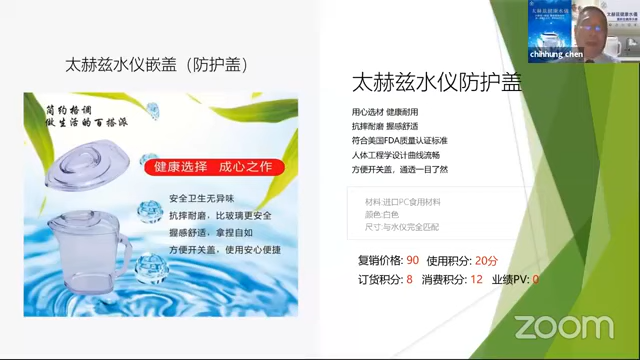 太赫兹水仪嵌盖（防护盖）
简约格调
做生活的百搭派
健康选择 成心之作
安全卫生无异味
抗摔耐磨，比玻璃更安全
握感舒适，拿捏自如
方便开关盖，使用安心便捷
太赫兹水仪防护盖
用心选材 健康耐用
抗摔耐磨 握感舒适
符合美国FDA质量认证标准
人体工程学设计曲线流畅
方便开关盖，通透一目了然
材料:进口PC食用材料
颜色:白色
尺寸:与水仪完全匹配
复销价格: 90 使用积分: 20分
订货积分: 8 消费积分: 12 业绩PV: 0
太赫兹健康水機
chihhung chen
zoom